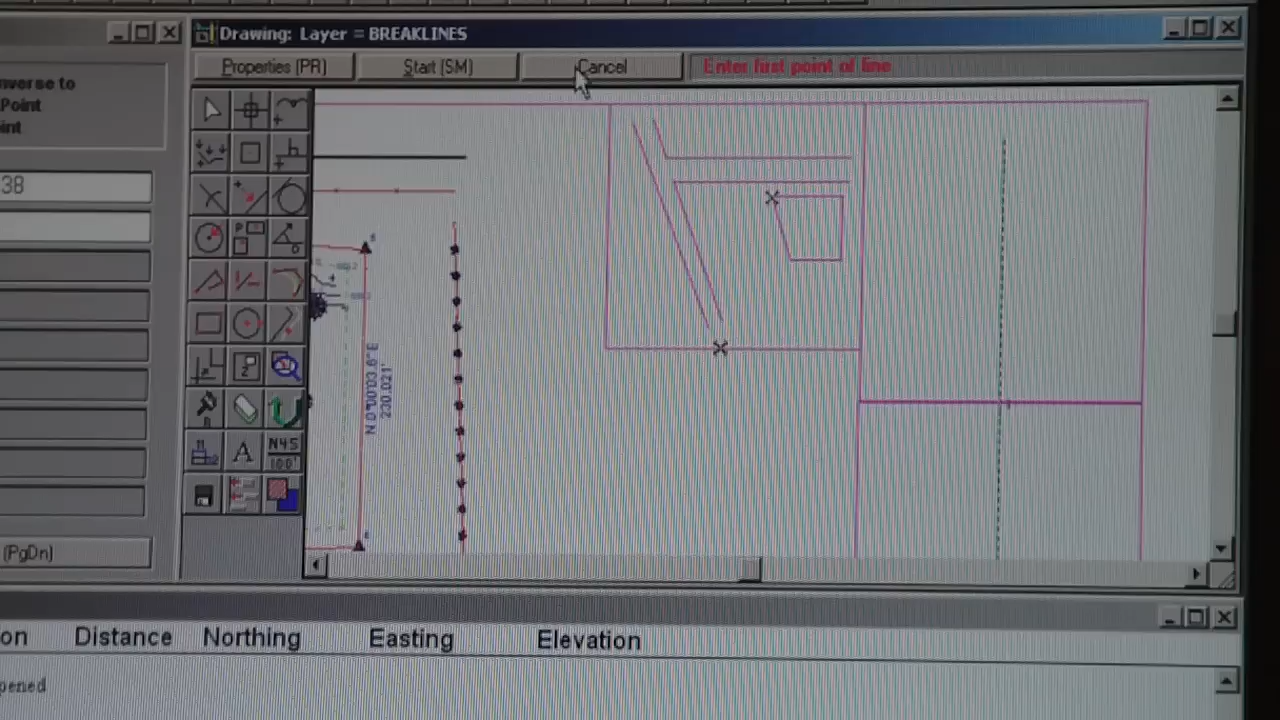 Drawing: Layer = BREAKLINES
nverse to
Point
int
Properties (PR)
Start (SM)
Cancel
Enter first point of line
38
N 0°00'03.6" E
230.021'
N45
100'
A
(PgDn)
on
Distance
Northing
Easting
Elevation
pened